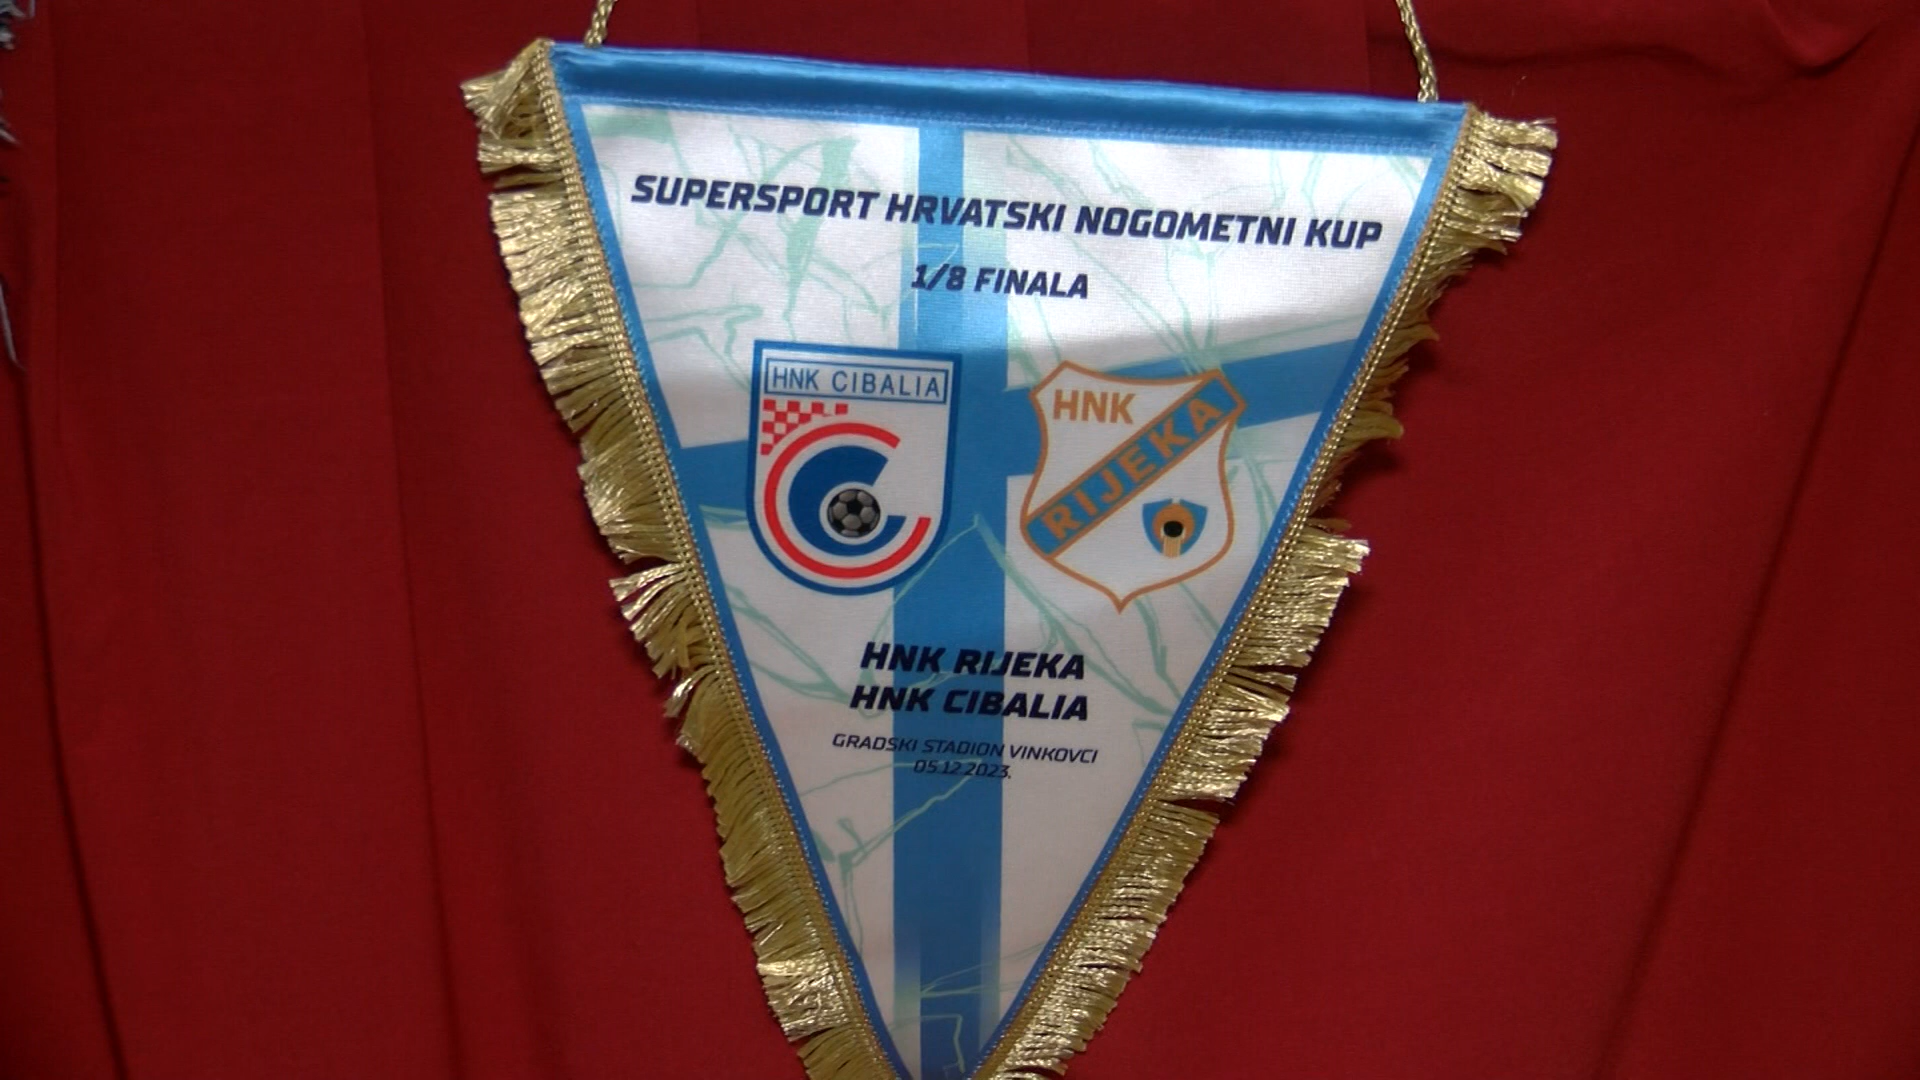 SUPERSPORT HRVATSKI NOGOMETNI KUP
1/8 FINALA
HNK CIBALIA
HNK
RIJEKA
HNK RIJEKA
HNK CIBALIA
GRADSKI STADION VINKOVCI
05.12.2023.